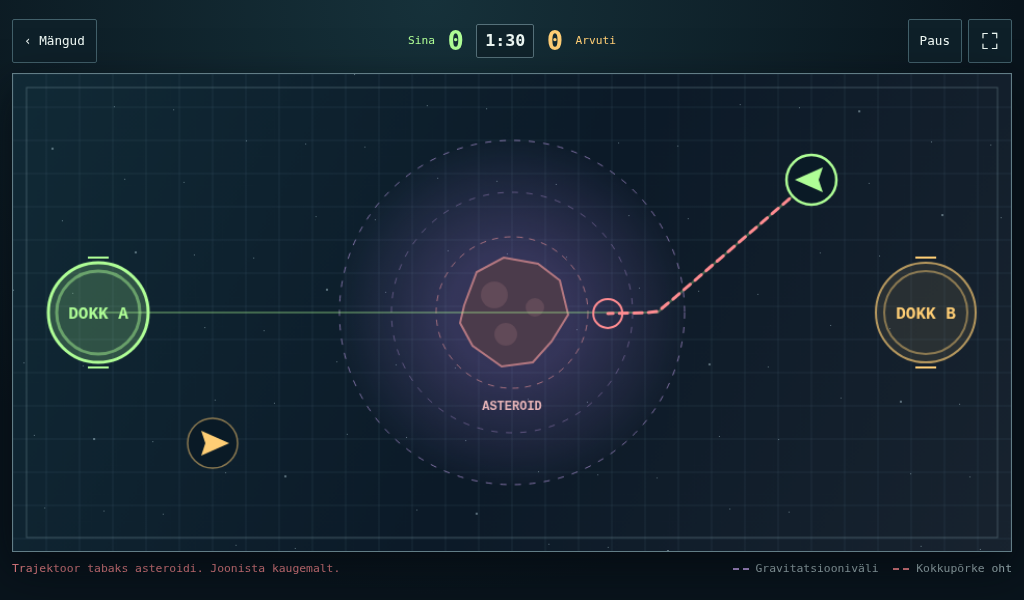 ‹ Mängud
Sina 0 1:30 0 Arvuti
Paus
DOKK A
DOKK B
ASTEROID
Trajektoor tabaks asteroidi. Joonista kaugemalt.
Gravitatsiooniväli
Kokkupõrke oht